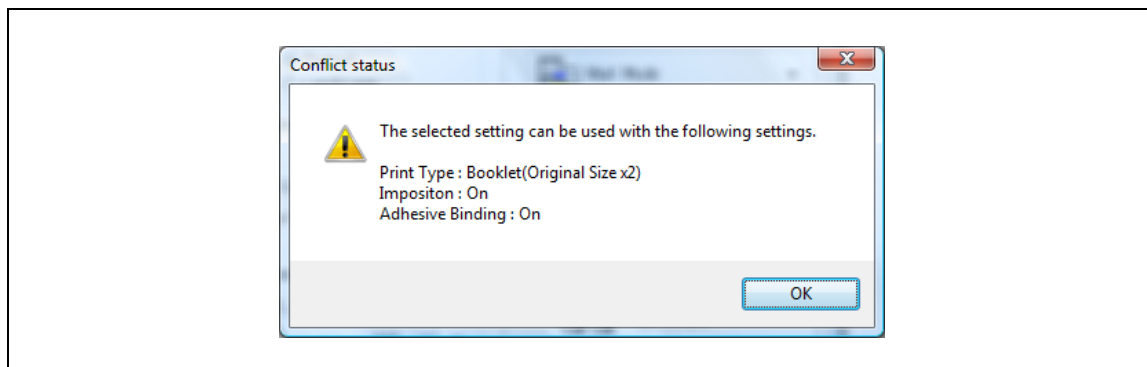 Conflict status
The selected setting can be used with the following settings.
Print Type : Booklet(Original Size x2)
Impositon : On
Adhesive Binding : On
OK